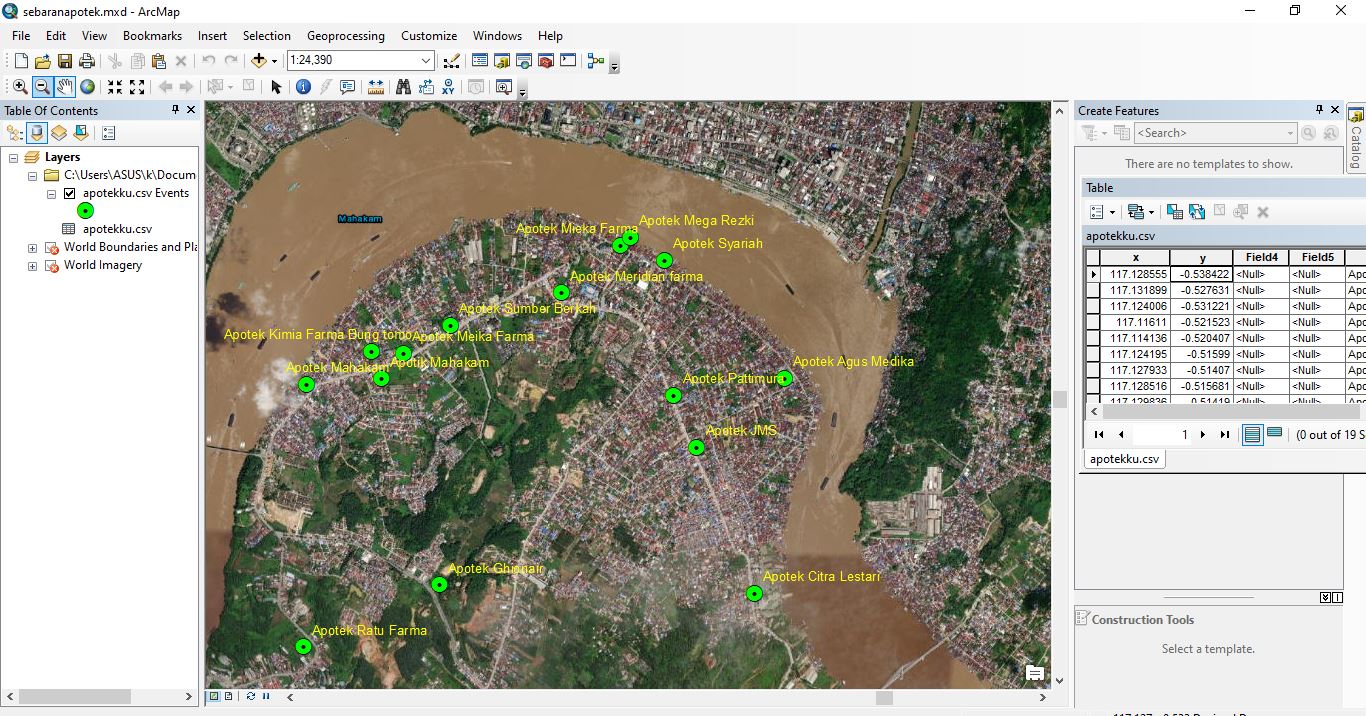 sebaranapotek.mxd - ArcMap
File Edit View Bookmarks Insert Selection Geoprocessing Customize Windows Help
1:24,390
Table Of Contents
Layers
C:\Users\ASUS\k\Docum
apotekku.csv Events
apotekku.csv
World Boundaries and Pla
World Imagery
Mahakam
Apotek Mega Rezki
Apotek Mieka Farma
Apotek Syariah
Apotek Meridian farma
Apotek Sumber Berkah
Apotek Kimia Farma Bung tomo
Apotek Meika Farma
Apotek Mahakam
Apotik Mahakam
Apotek Agus Medika
Apotek Pattimura
Apotek JMS
Apotek Ghionair
Apotek Citra Lestari
Apotek Ratu Farma
Create Features
<Search>
There are no templates to show.
Catalog
Table
apotekku.csv
x y Field4 Field5
117.128555 -0.538422 <Null> <Null> Apo
117.131899 -0.527631 <Null> <Null> Apo
117.124006 -0.531221 <Null> <Null> Apo
117.11611 -0.521523 <Null> <Null> Apo
117.114136 -0.520407 <Null> <Null> Apo
117.124195 -0.51599 <Null> <Null> Apo
117.127933 -0.51407 <Null> <Null> Apo
117.128516 -0.515681 <Null> <Null> Apo
117.129836 -0.51419 <Null> <Null> Apo
1 (0 out of 19 S
apotekku.csv
Construction Tools
Select a template.